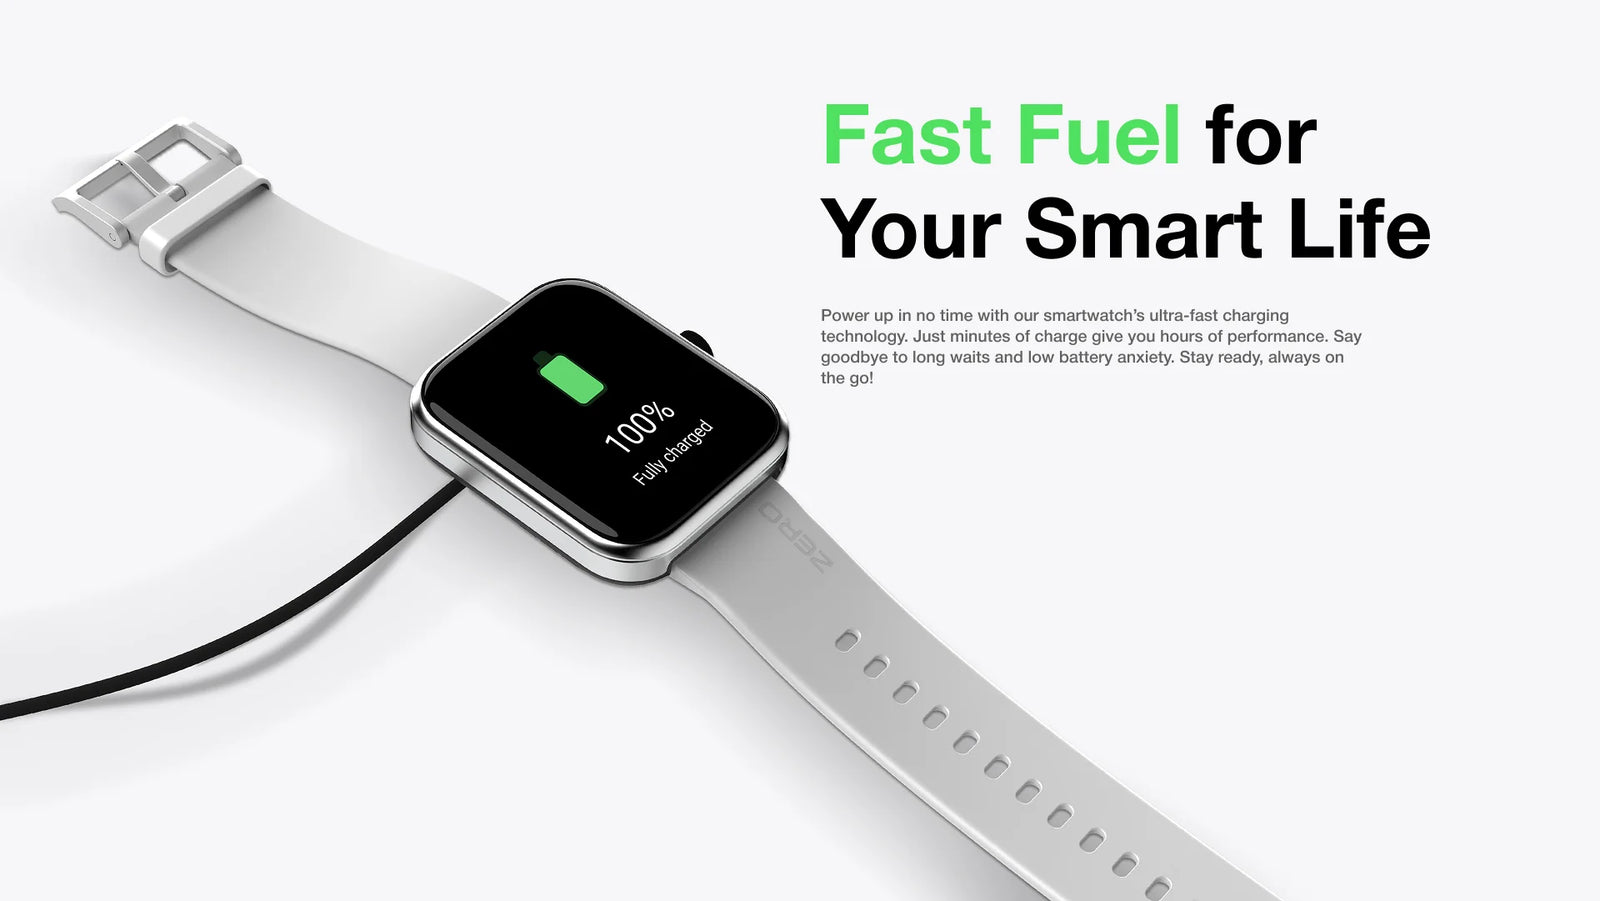 Fast Fuel for
Your Smart Life
Power up in no time with our smartwatch’s ultra-fast charging
technology. Just minutes of charge give you hours of performance. Say
goodbye to long waits and low battery anxiety. Stay ready, always on
the go!
100%
Fully charged
ZERO